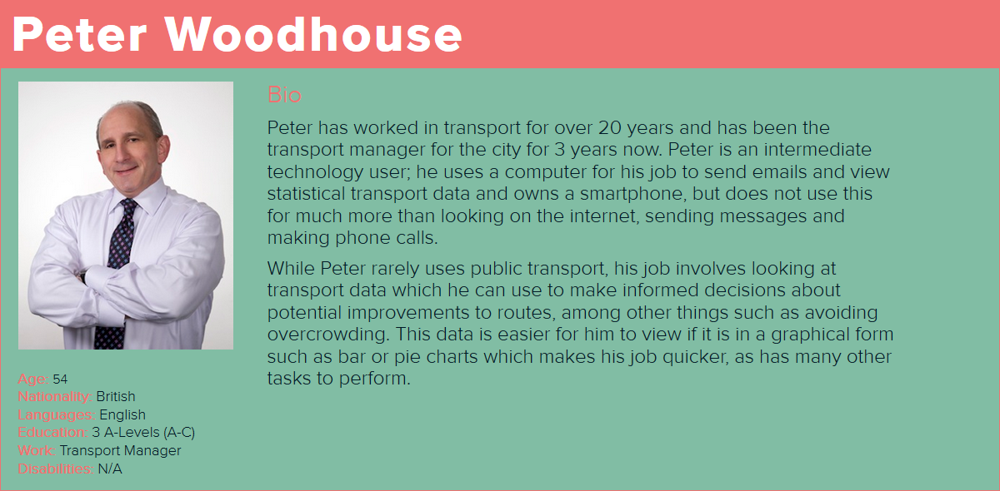 Peter Woodhouse
Bio
Peter has worked in transport for over 20 years and has been the
transport manager for the city for 3 years now. Peter is an intermediate
technology user; he uses a computer for his job to send emails and view
statistical transport data and owns a smartphone, but does not use this
for much more than looking on the internet, sending messages and
making phone calls.
While Peter rarely uses public transport, his job involves looking at
transport data which he can use to make informed decisions about
potential improvements to routes, among other things such as avoiding
overcrowding. This data is easier for him to view if it is in a graphical form
such as bar or pie charts which makes his job quicker, as has many other
tasks to perform.
Age: 54
Nationality: British
Languages: English
Education: 3 A-Levels (A-C)
Work: Transport Manager
Disabilities: N/A